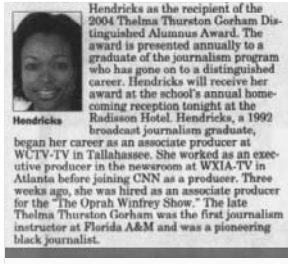 Hendricks as the recipient of the
2004 Thelma Thurston Gorham Dis-
tinguished Alumnus Award. The
award is presented annually to a
graduate of the journalism program
who has gone on to a distinguished
career. Hendricks will receive her
award at the school's annual home-
coming reception tonight at the
Radisson Hotel. Hendricks, a 1992
broadcast journalism graduate,
Hendricks
began her career as an associate producer at
WCTV-TV in Tallahassee. She worked as an exec-
utive producer in the newsroom at WXIA-TV in
Atlanta before joining CNN as a producer. Three
weeks ago, she was hired as an associate producer
for the "The Oprah Winfrey Show." The late
Thelma Thurston Gorham was the first journalism
instructor at Florida A&M and was a pioneering
black journalist.